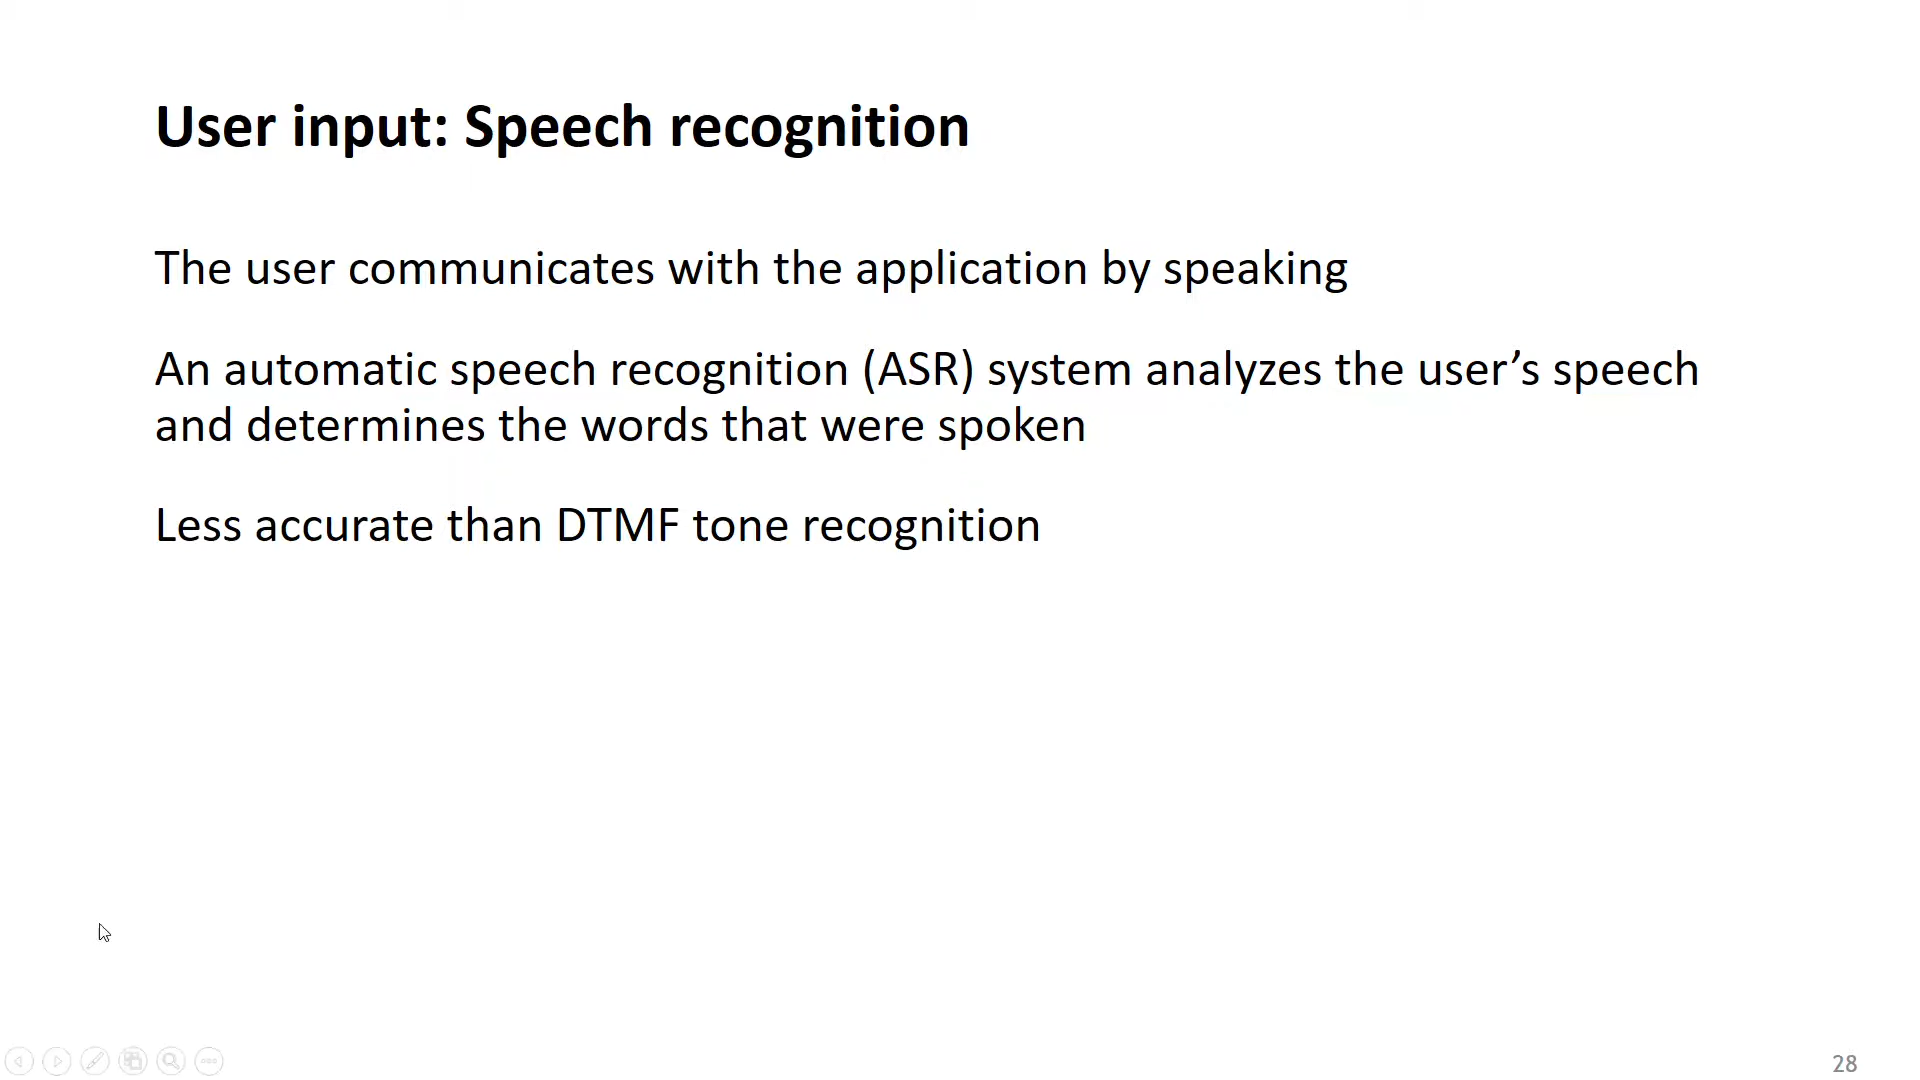 User input: Speech recognition
The user communicates with the application by speaking
An automatic speech recognition (ASR) system analyzes the user’s speech
and determines the words that were spoken
Less accurate than DTMF tone recognition
28